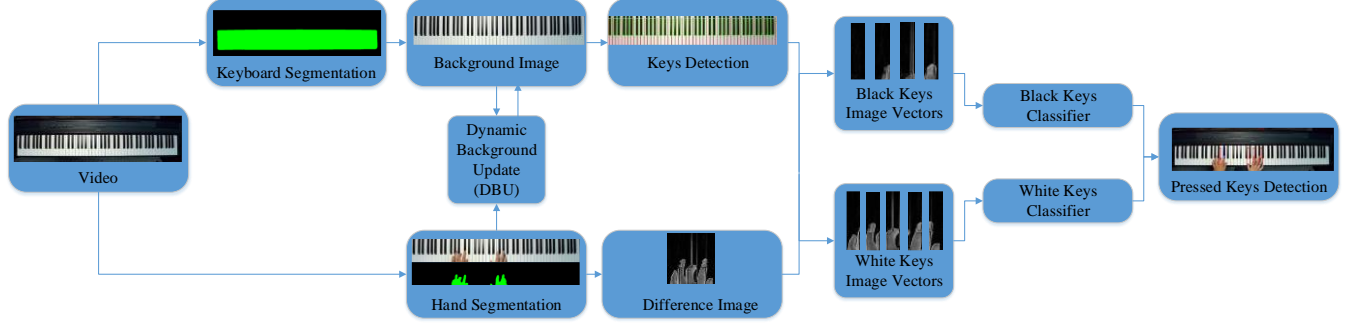 Keyboard Segmentation
Background Image
Keys Detection
Black Keys
Image Vectors
Black Keys
Classifier
Dynamic
Background
Update
(DBU)
Video
Pressed Keys Detection
White Keys
Classifier
White Keys
Image Vectors
Hand Segmentation
Difference Image